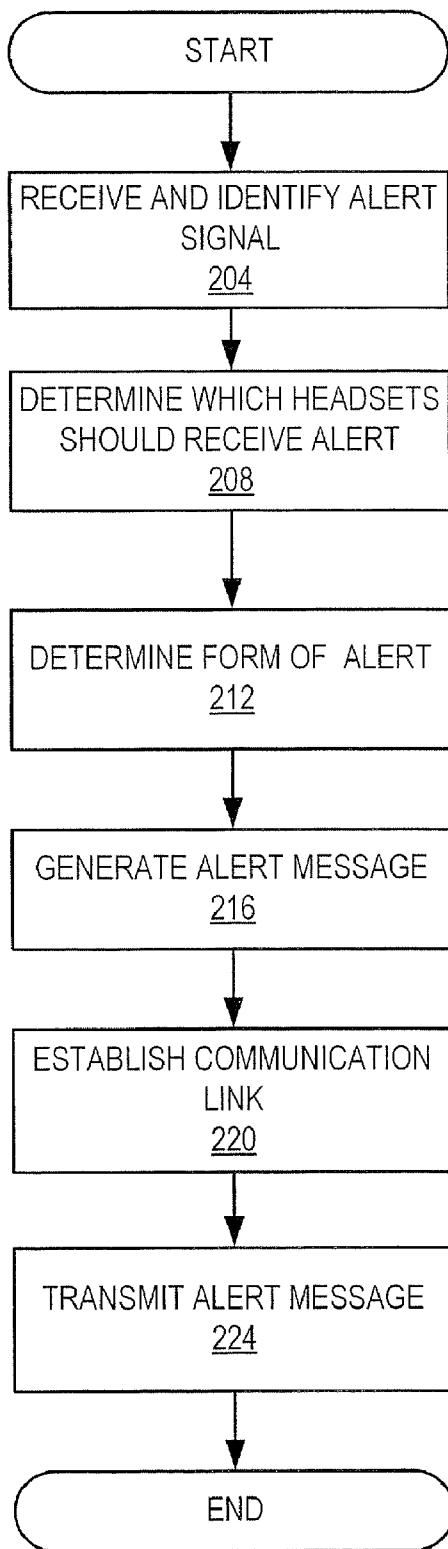 START
RECEIVE AND IDENTIFY ALERT
SIGNAL
204
DETERMINE WHICH HEADSETS
SHOULD RECEIVE ALERT
208
DETERMINE FORM OF ALERT
212
GENERATE ALERT MESSAGE
216
ESTABLISH COMMUNICATION
LINK
220
TRANSMIT ALERT MESSAGE
224
END